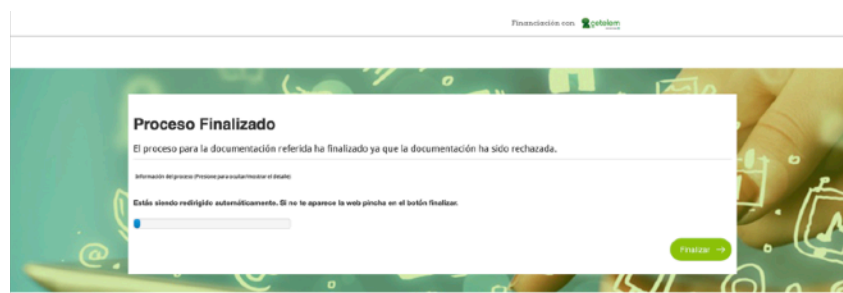 Financiación con cetelem
Proceso Finalizado
El proceso para la documentación referida ha finalizado ya que la documentación ha sido rechazada.
Información del proceso (Presione para ocultar/mostrar el detalle)
Estás siendo redirigido automáticamente. Si no te aparece la web pincha en el botón finalizar.
Finalizar →